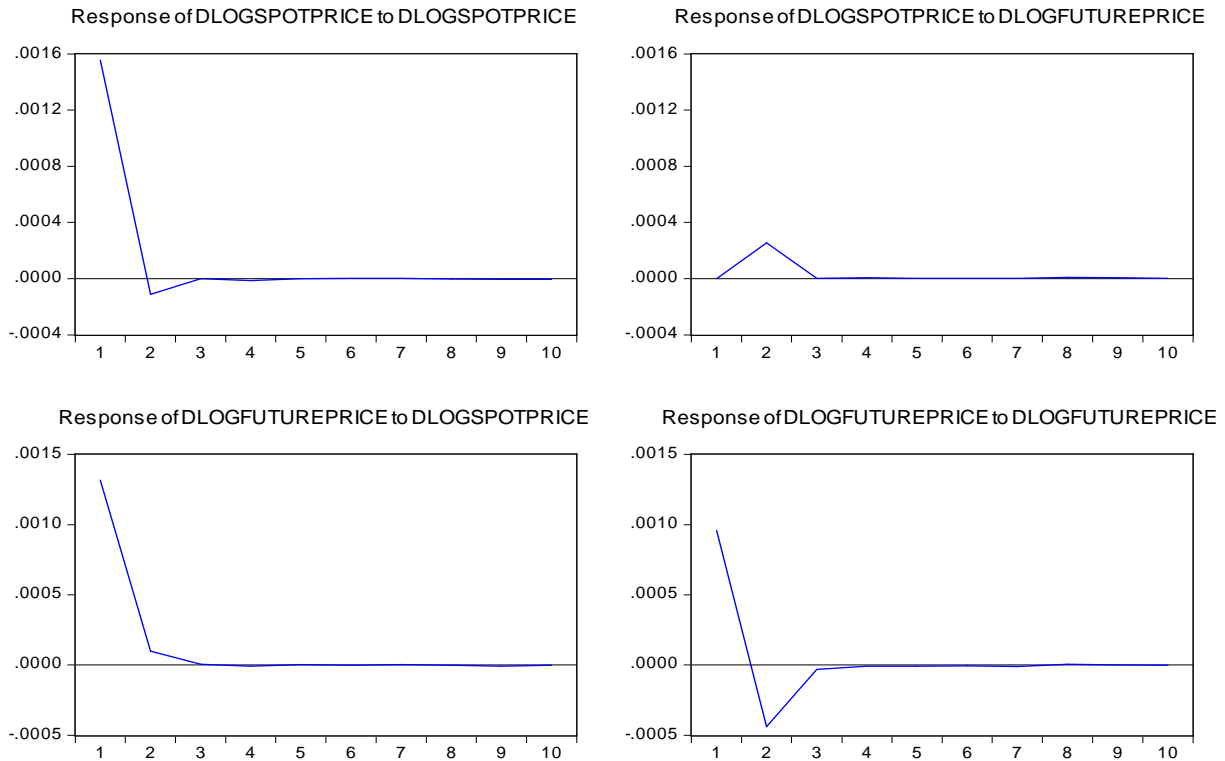 Response of DLOGSPOTPRICE to DLOGSPOTPRICE
.0016
.0012
.0008
.0004
.0000
-.0004
1 2 3 4 5 6 7 8 9 10
Response of DLOGSPOTPRICE to DLOGFUTUREPRICE
.0016
.0012
.0008
.0004
.0000
-.0004
1 2 3 4 5 6 7 8 9 10
Response of DLOGFUTUREPRICE to DLOGSPOTPRICE
.0015
.0010
.0005
.0000
-.0005
1 2 3 4 5 6 7 8 9 10
Response of DLOGFUTUREPRICE to DLOGFUTUREPRICE
.0015
.0010
.0005
.0000
-.0005
1 2 3 4 5 6 7 8 9 10